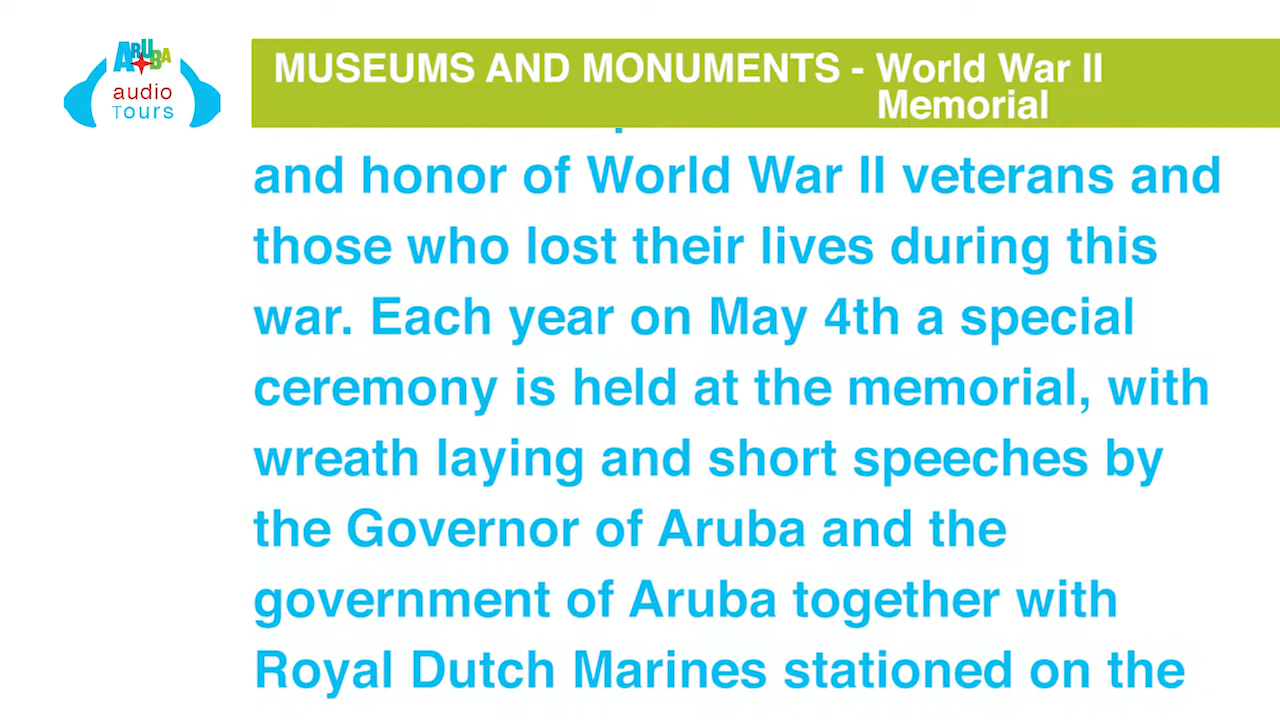 ARUBA
audio
Tours
MUSEUMS AND MONUMENTS - World War II
Memorial
and honor of World War II veterans and
those who lost their lives during this
war. Each year on May 4th a special
ceremony is held at the memorial, with
wreath laying and short speeches by
the Governor of Aruba and the
government of Aruba together with
Royal Dutch Marines stationed on the